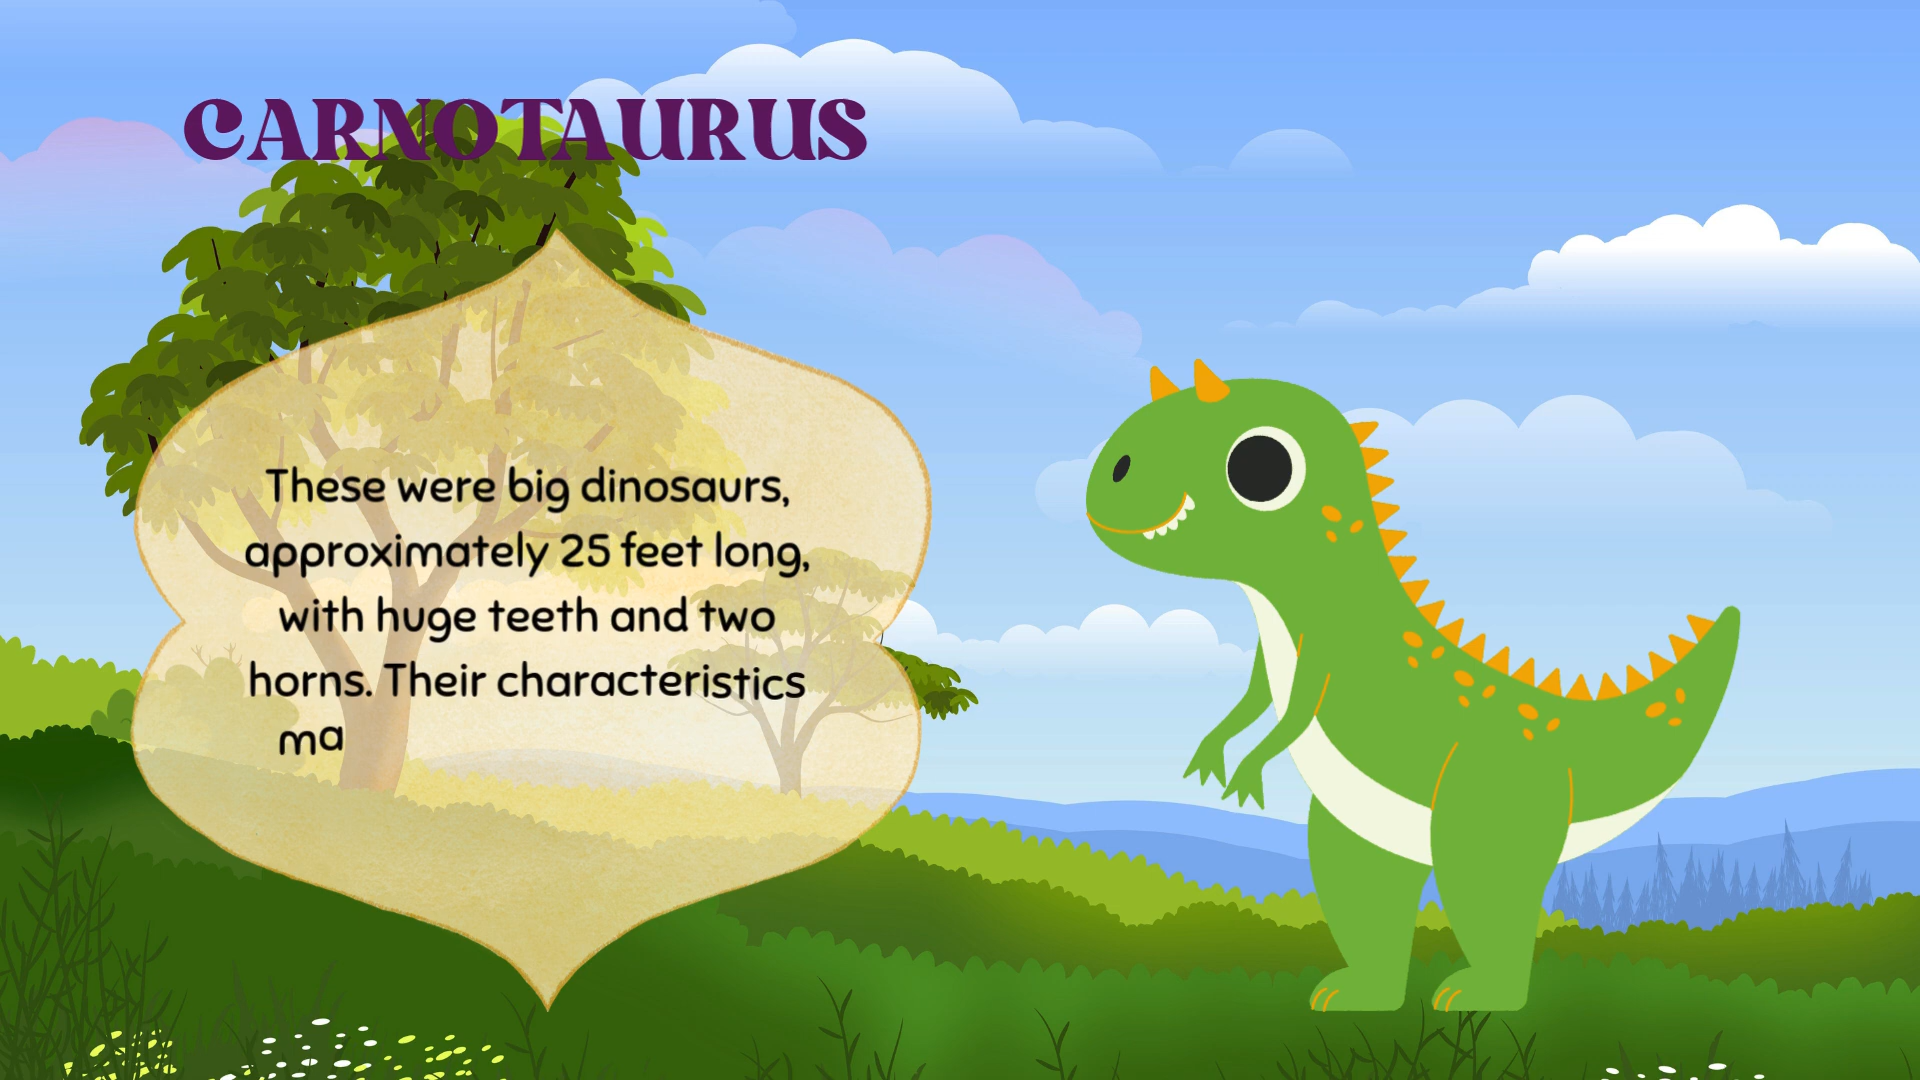 CARNOTAURUS
These were big dinosaurs,
approximately 25 feet long,
with huge teeth and two
horns. Their characteristics
ma